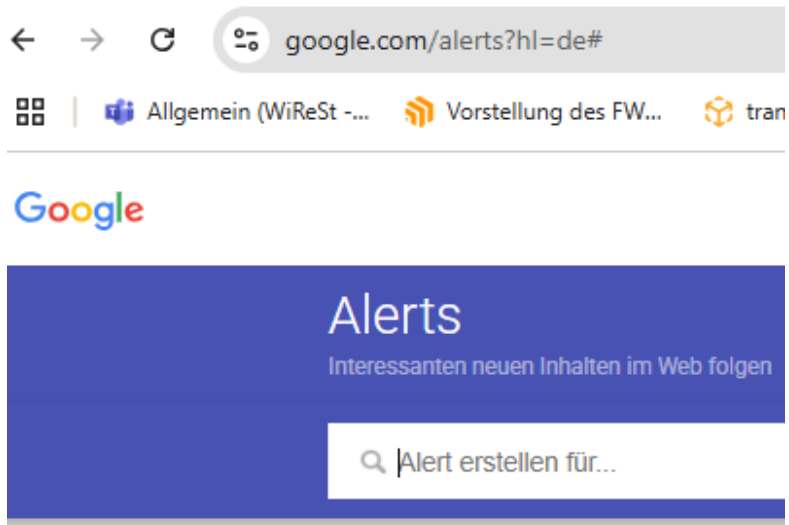 google.com/alerts?hl=de#
Allgemein (WiReSt -... Vorstellung des FW... tran
Google
Alerts
Interessanten neuen Inhalten im Web folgen
Alert erstellen für...